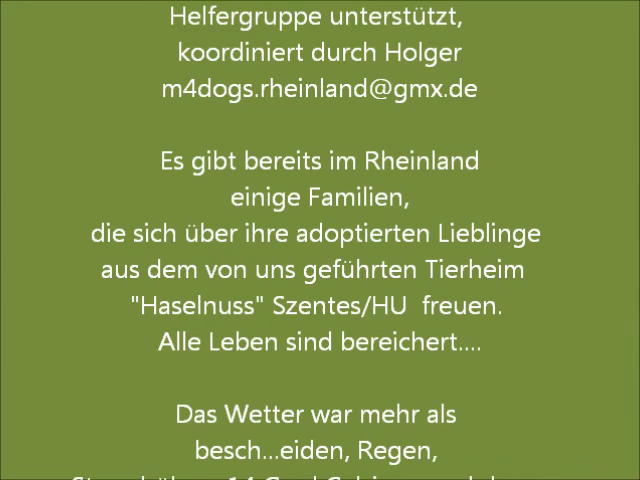 Helfergruppe unterstützt,
koordiniert durch Holger
m4dogs.rheinland@gmx.de
Es gibt bereits im Rheinland
einige Familien,
die sich über ihre adoptierten Lieblinge
aus dem von uns geführten Tierheim
"Haselnuss" Szentes/HU freuen.
Alle Leben sind bereichert....
Das Wetter war mehr als
besch...eiden, Regen,